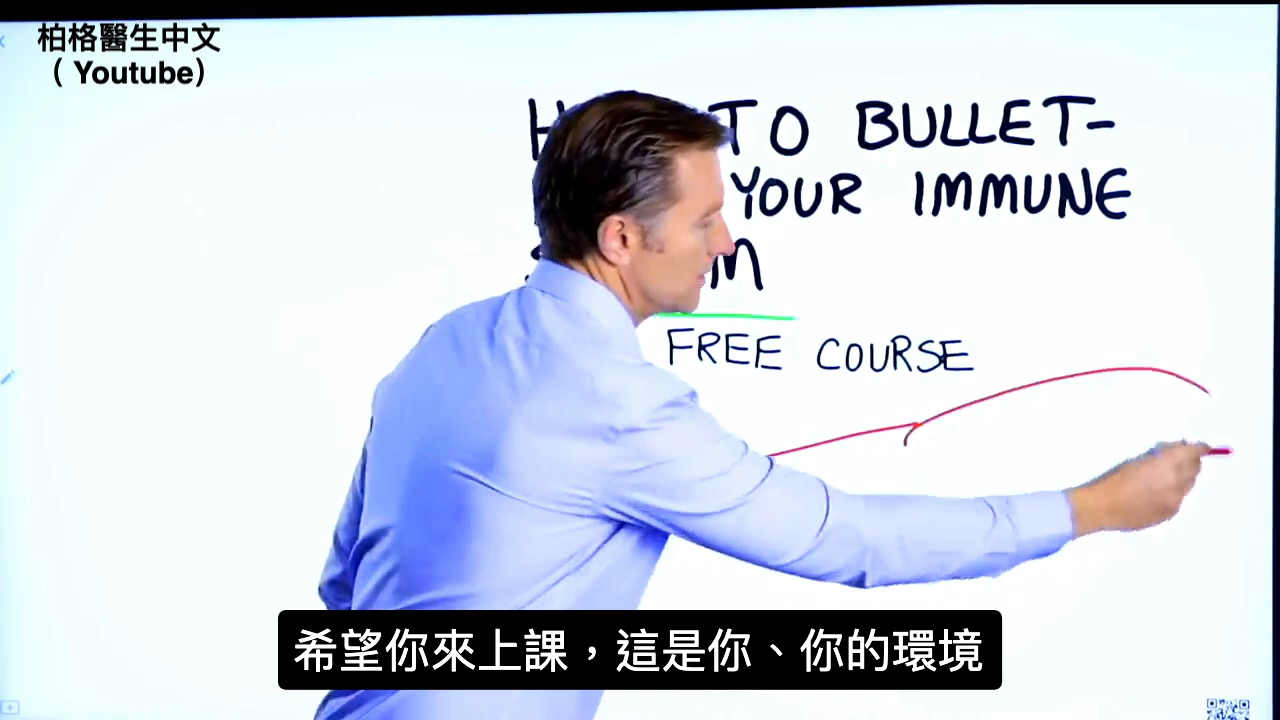 柏格醫生中文
（Youtube）
TO BULLET-
YOUR IMMUNE
FREE COURSE
希望你來上課，這是你、你的環境